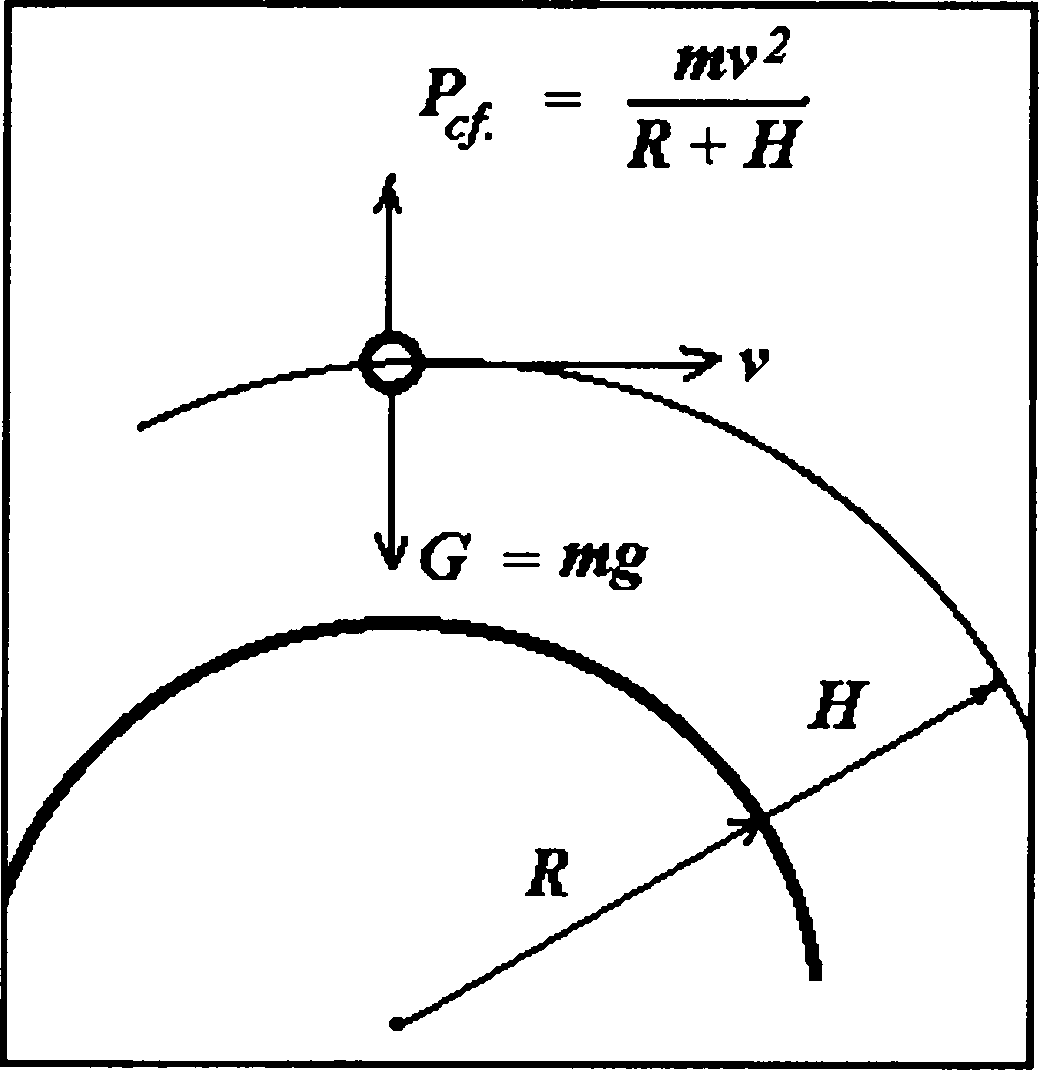 P_cf. = mv² / R + H
v
G = mg
H
R